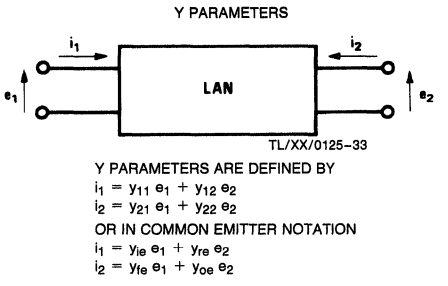 Y PARAMETERS
i₁
i₂
e₁
LAN
e₂
TL/XX/0125–33
Y PARAMETERS ARE DEFINED BY
i₁ = y₁₁ e₁ + y₁₂ e₂
i₂ = y₂₁ e₁ + y₂₂ e₂
OR IN COMMON EMITTER NOTATION
i₁ = yᵢₑ e₁ + yᵣₑ e₂
i₂ = y_fe e₁ + yₒₑ e₂